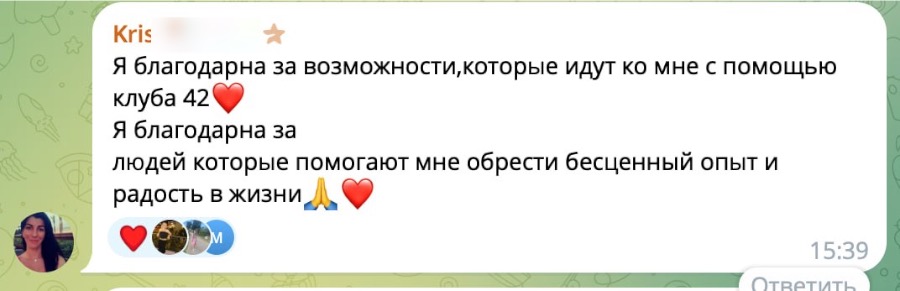 Kris
Я благодарна за возможности,которые идут ко мне с помощью
клуба 42❤️
Я благодарна за
людей которые помогают мне обрести бесценный опыт и
радость в жизни🙏❤️
M
15:39
Ответить